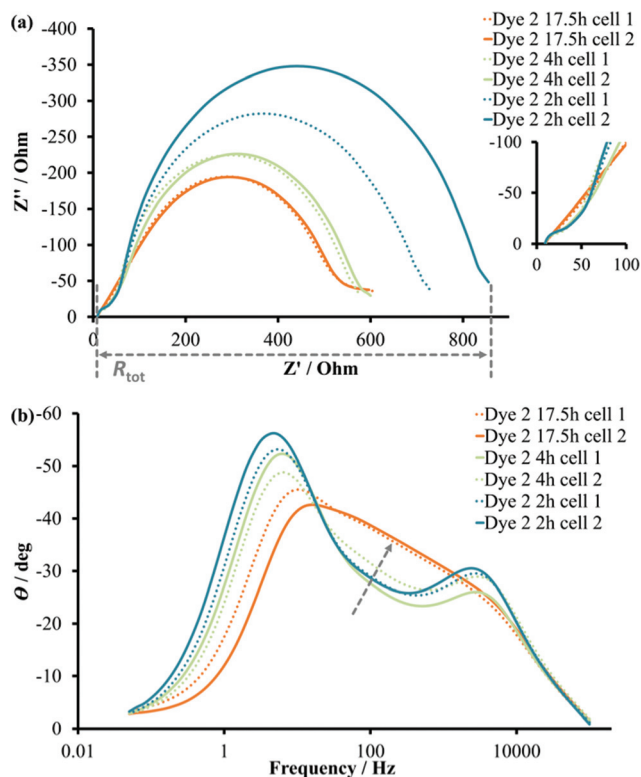 (a)
-400
-350
-300
-250
-200
-150
-100
-50
0
Z'' / Ohm
0
200
400
600
800
Z' / Ohm
Rtot
Dye 2 17.5h cell 1
Dye 2 17.5h cell 2
Dye 2 4h cell 1
Dye 2 4h cell 2
Dye 2 2h cell 1
Dye 2 2h cell 2
-100
-50
0
0
50
100
(b)
-60
-50
-40
-30
-20
-10
0
Θ / deg
0.01
1
100
10000
Frequency / Hz
Dye 2 17.5h cell 1
Dye 2 17.5h cell 2
Dye 2 4h cell 1
Dye 2 4h cell 2
Dye 2 2h cell 1
Dye 2 2h cell 2